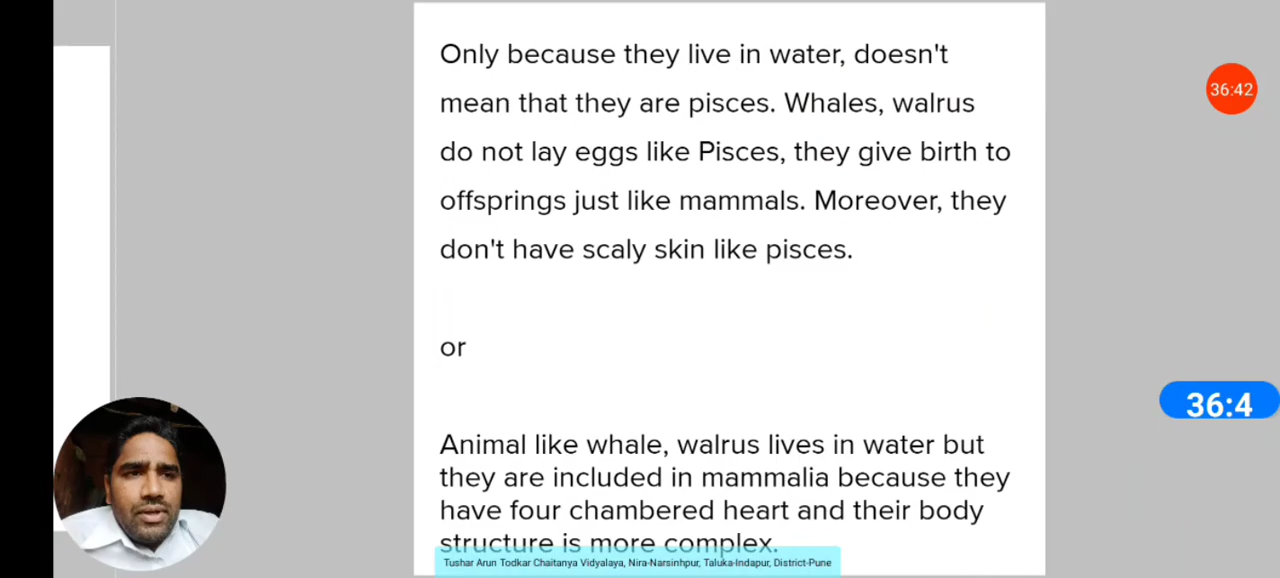 Only because they live in water, doesn't
mean that they are pisces. Whales, walrus
do not lay eggs like Pisces, they give birth to
offsprings just like mammals. Moreover, they
don't have scaly skin like pisces.
or
Animal like whale, walrus lives in water but
they are included in mammalia because they
have four chambered heart and their body
structure is more complex.
Tushar Arun Todkar Chaitanya Vidyalaya, Nira-Narsinhpur, Taluka-Indapur, District-Pune
36:42
36:4